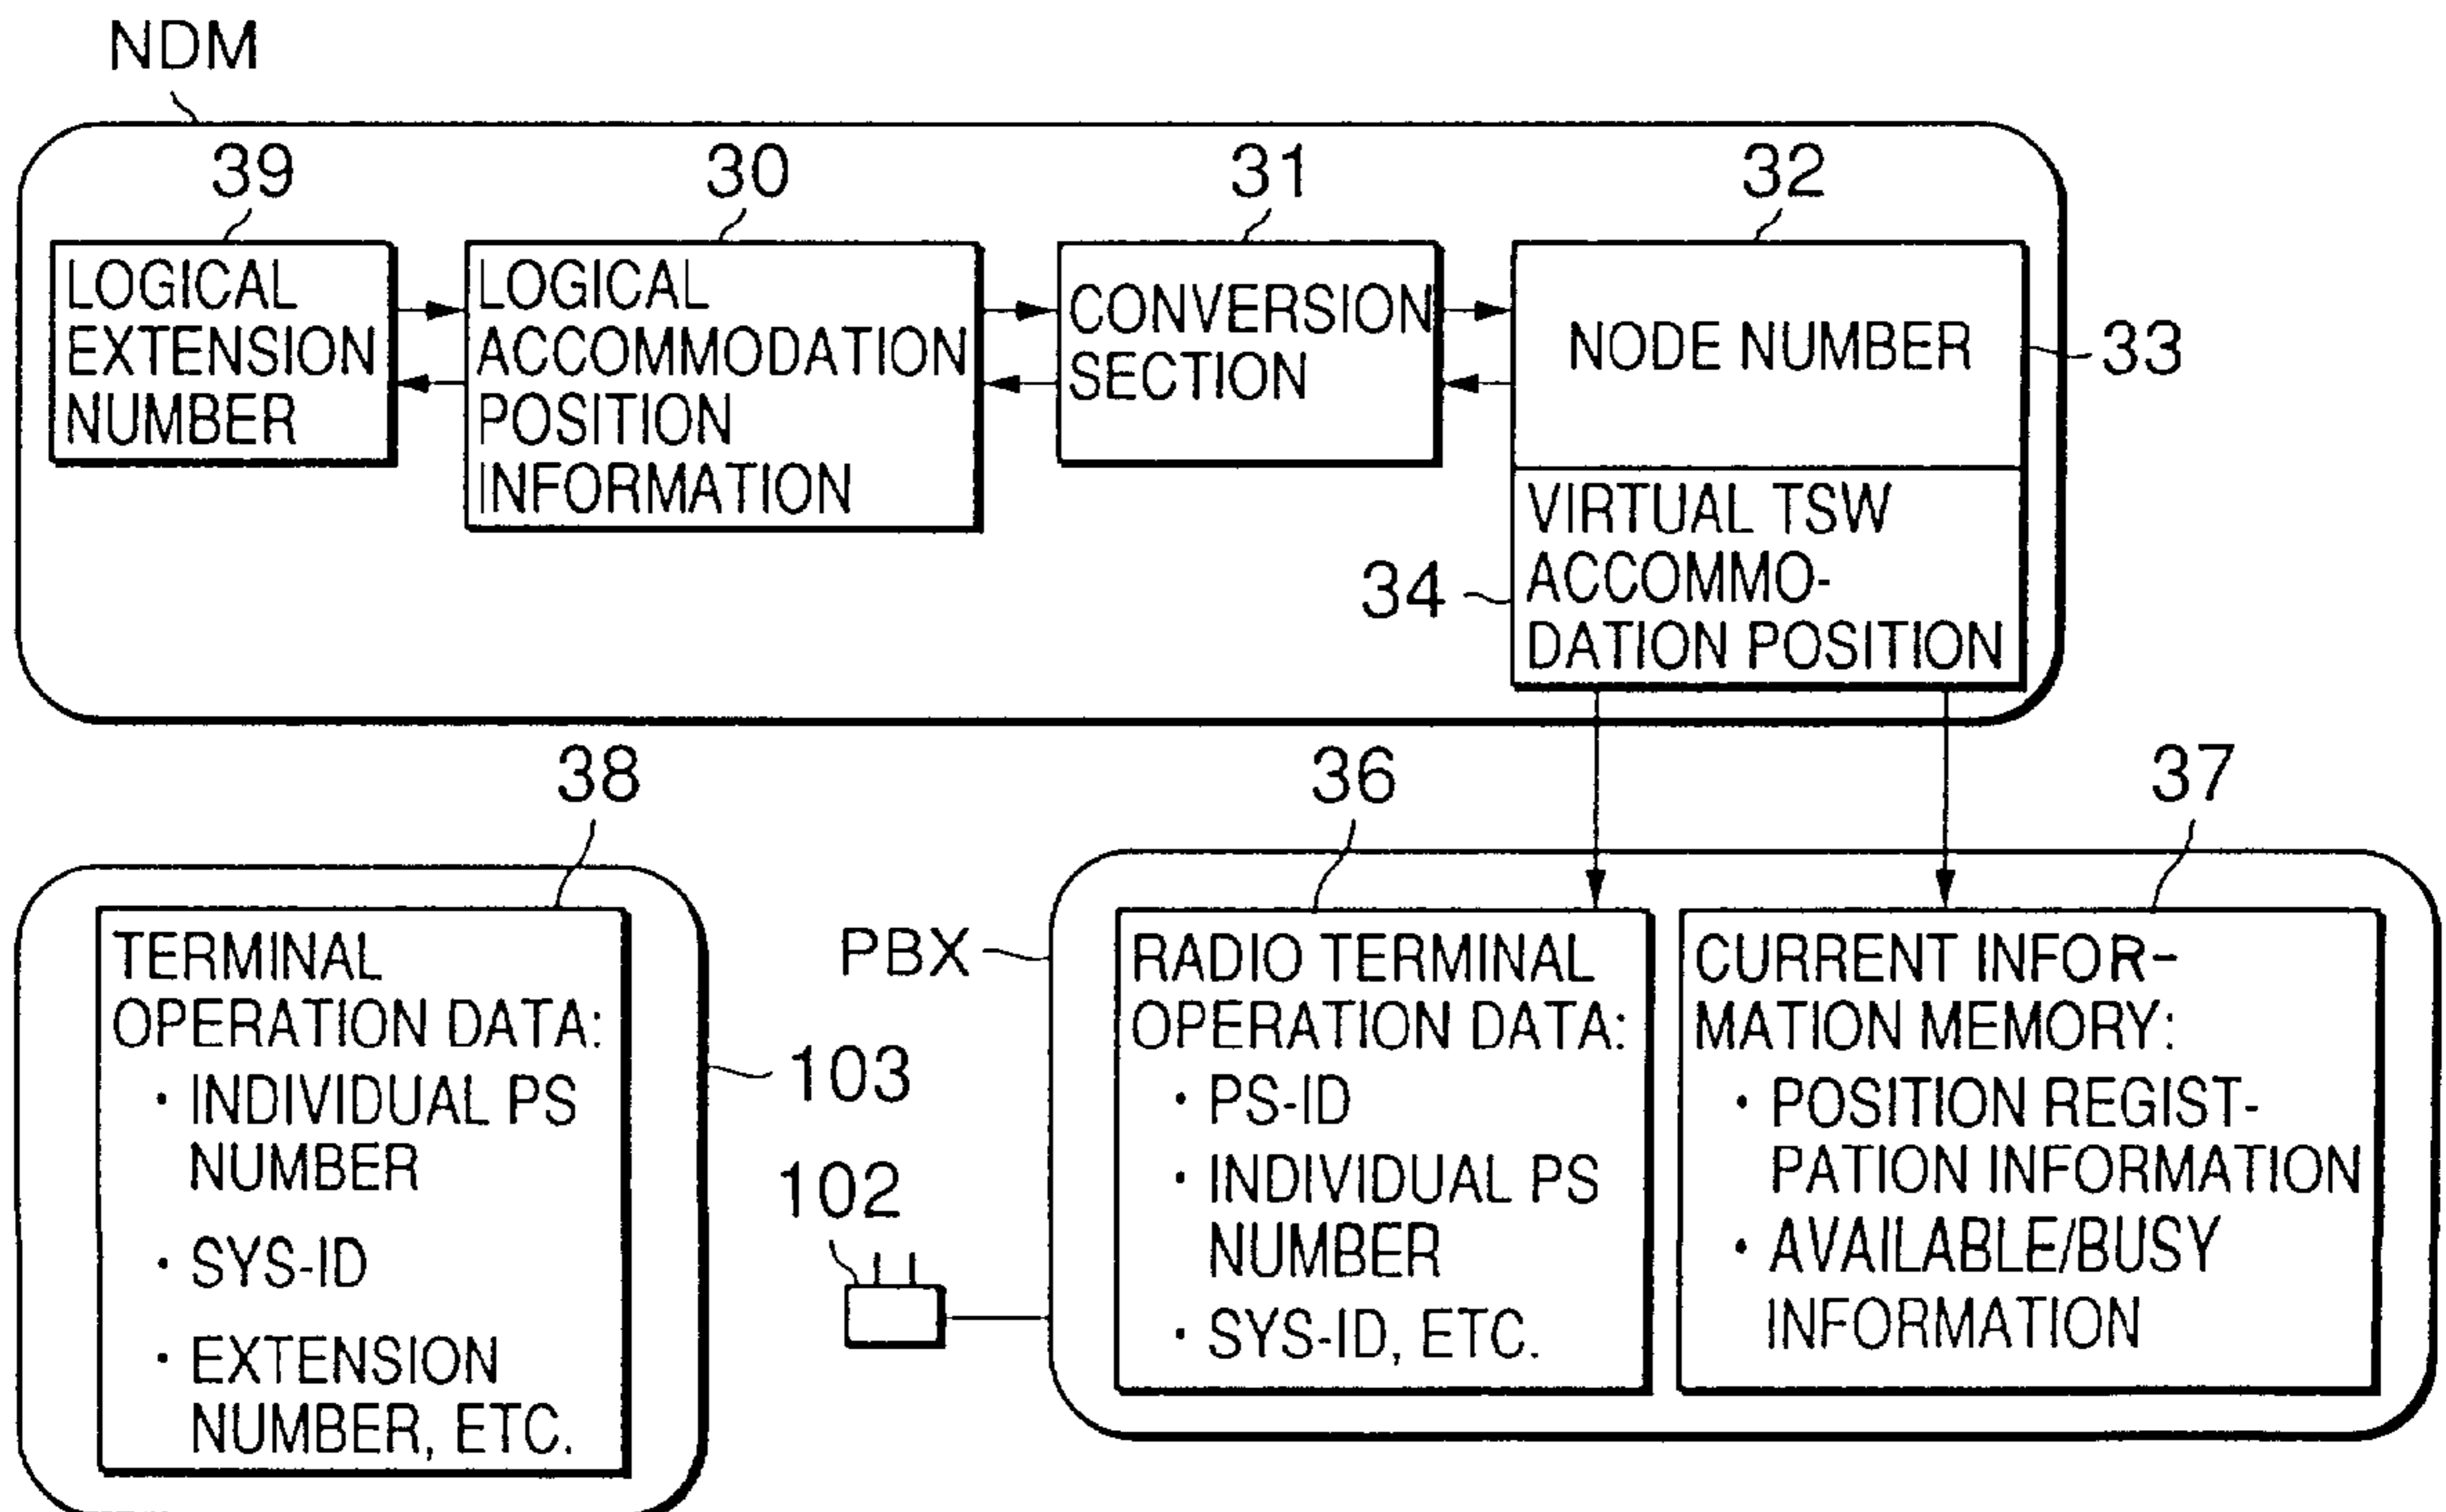 NDM
39
30
31
32
LOGICAL
EXTENSION
NUMBER
LOGICAL
ACCOMMODATION
POSITION
INFORMATION
CONVERSION
SECTION
NODE NUMBER
33
VIRTUAL TSW
ACCOMMO-
DATION POSITION
34
38
36
37
TERMINAL
OPERATION DATA:
· INDIVIDUAL PS
NUMBER
· SYS-ID
· EXTENSION
NUMBER, ETC.
103
102
PBX
RADIO TERMINAL
OPERATION DATA:
· PS-ID
· INDIVIDUAL PS
NUMBER
· SYS-ID, ETC.
CURRENT INFOR-
MATION MEMORY:
· POSITION REGIST-
PATION INFORMATION
· AVAILABLE/BUSY
INFORMATION